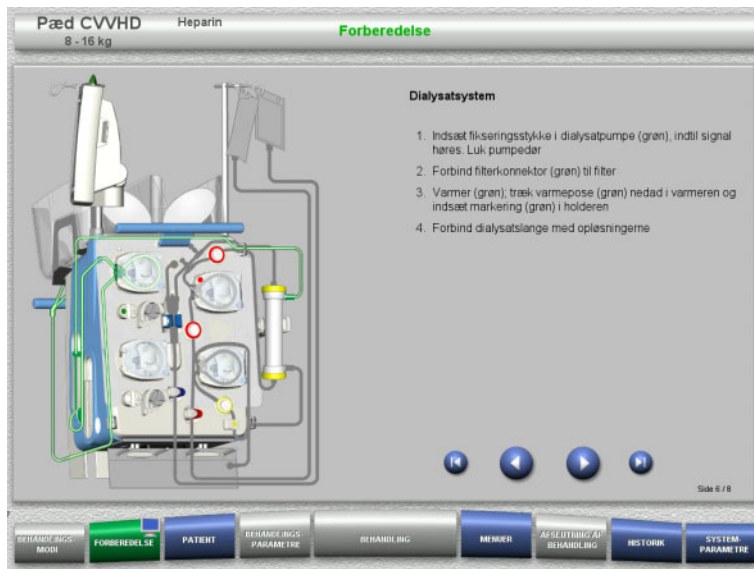 Pæd CVVHD
Heparin
8 - 16 kg
Forberedelse
Dialysatsystem
1. Indsæt fikseringsstykke i dialysatpumpe (grøn), indtil signal
høres. Luk pumpedør
2. Forbind filterkonnektor (grøn) til filter
3. Varmer (grøn); træk varmepose (grøn) nedad i varmeren og
indsæt markering (grøn) i holderen
4. Forbind dialysatslange med opløsningerne
Side 6 / 8
BEHANDLINGS-
MODI
FORBEREDELSE
PATIENT
BEHANDLINGS-
PARAMETRE
BEHANDLING
MENUER
AFSLUTNING AF
BEHANDLING
HISTORIK
SYSTEM-
PARAMETRE